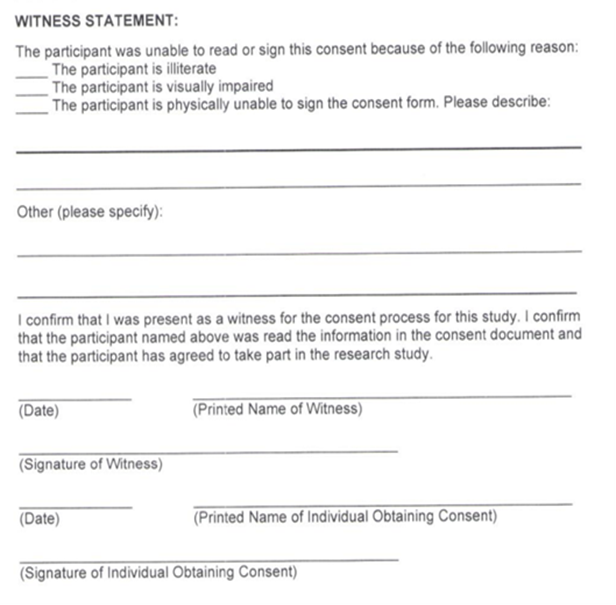 WITNESS STATEMENT:
The participant was unable to read or sign this consent because of the following reason:
____ The participant is illiterate
____ The participant is visually impaired
____ The participant is physically unable to sign the consent form. Please describe:
Other (please specify):
I confirm that I was present as a witness for the consent process for this study. I confirm
that the participant named above was read the information in the consent document and
that the participant has agreed to take part in the research study.
(Date) (Printed Name of Witness)
(Signature of Witness)
(Date) (Printed Name of Individual Obtaining Consent)
(Signature of Individual Obtaining Consent)